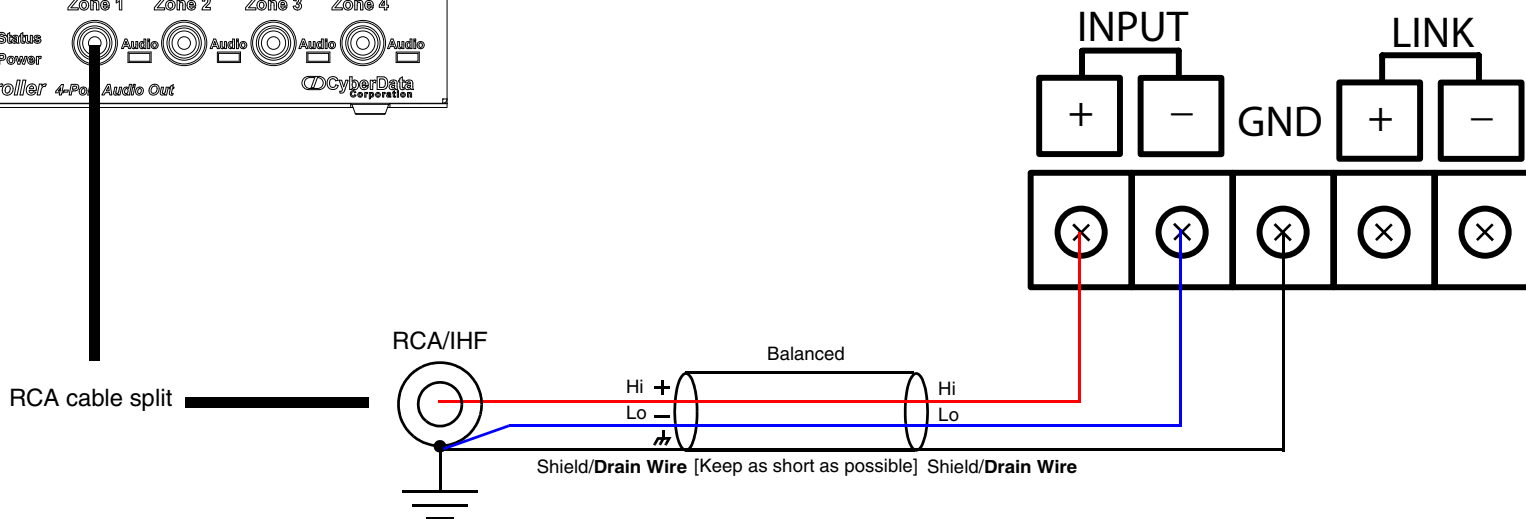 Zone 1 Zone 2 Zone 3 Zone 4
Status
Audio Audio Audio Audio
Power
4-Po Audio Out
CyberData
Corporation
INPUT
LINK
+ − GND + −
RCA/IHF
RCA cable split
Balanced
Hi + Hi
Lo − Lo
Shield/Drain Wire [Keep as short as possible] Shield/Drain Wire